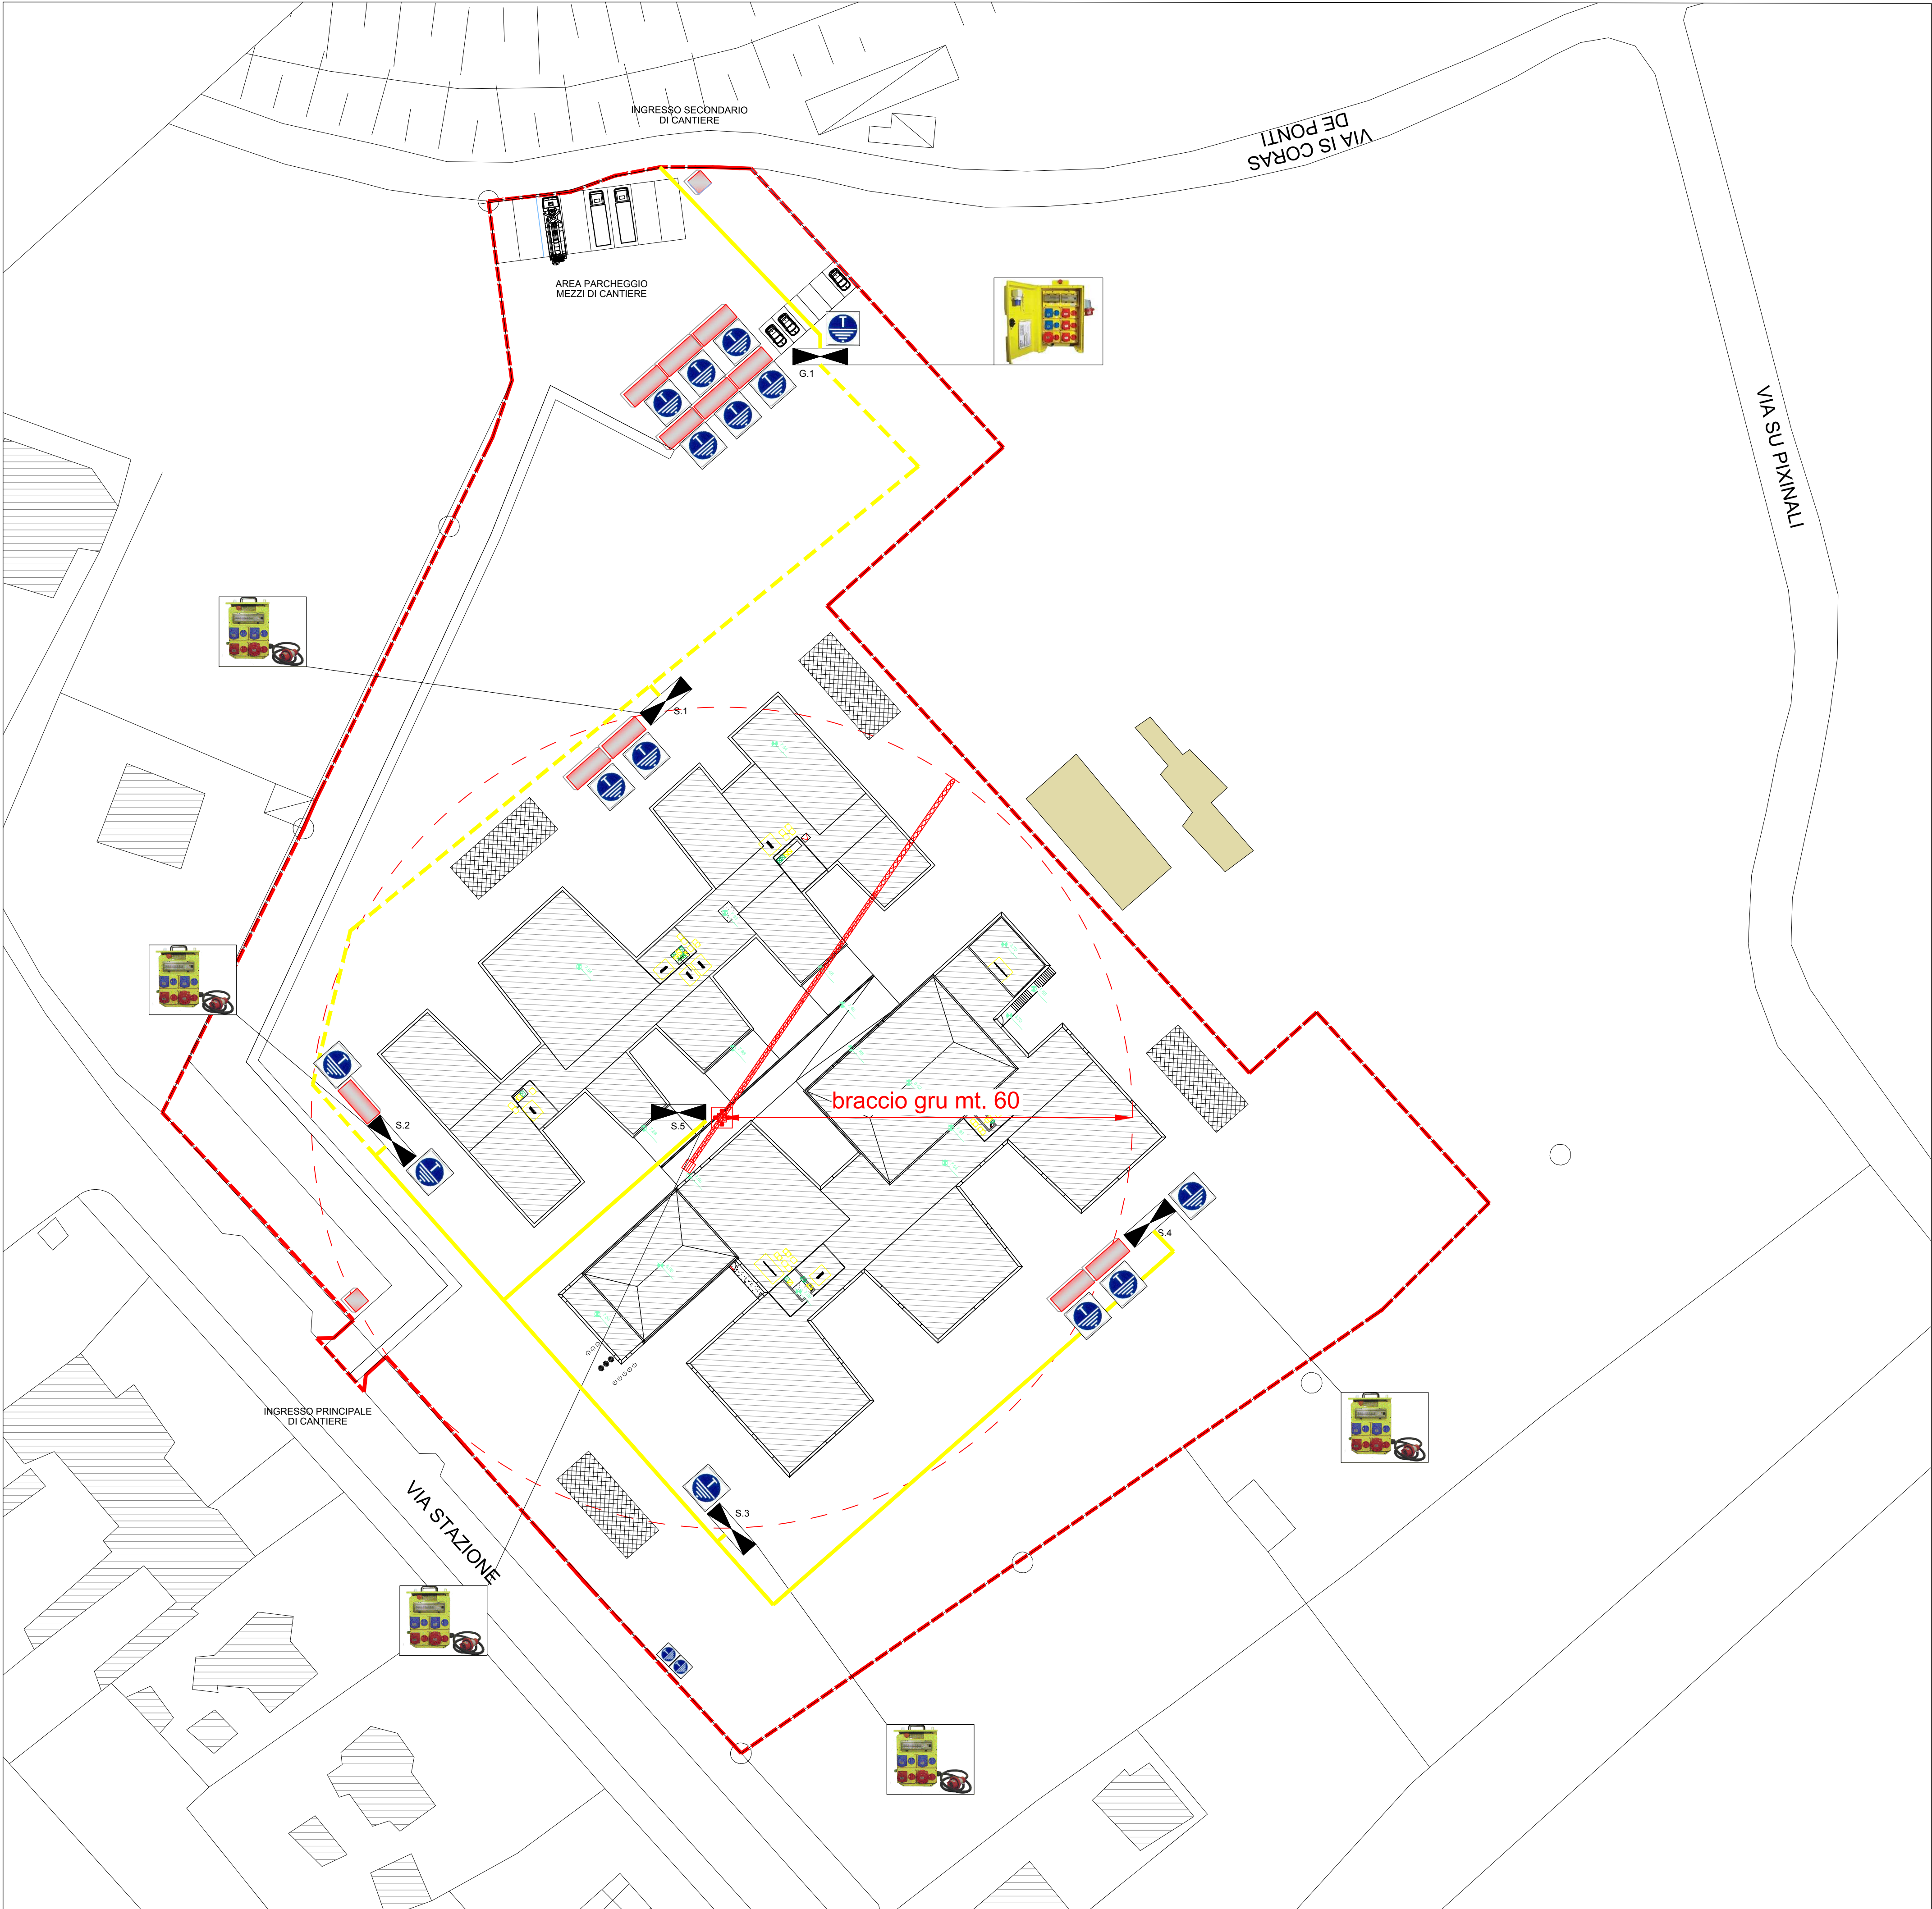 INGRESSO SECONDARIO
DI CANTIERE
VIA IS CORAS
DE PONTI
AREA PARCHEGGIO
MEZZI DI CANTIERE
G.1
VIA SU PIXINALI
S.1
braccio gru mt. 60
S.5
S.2
S.4
INGRESSO PRINCIPALE
DI CANTIERE
VIA STAZIONE
S.3